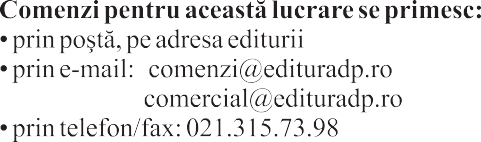 Comenzi pentru această lucrare se primesc:
• prin poştă, pe adresa editurii
• prin e-mail: comenzi@edituradp.ro
comercial@edituradp.ro
• prin telefon/fax: 021.315.73.98